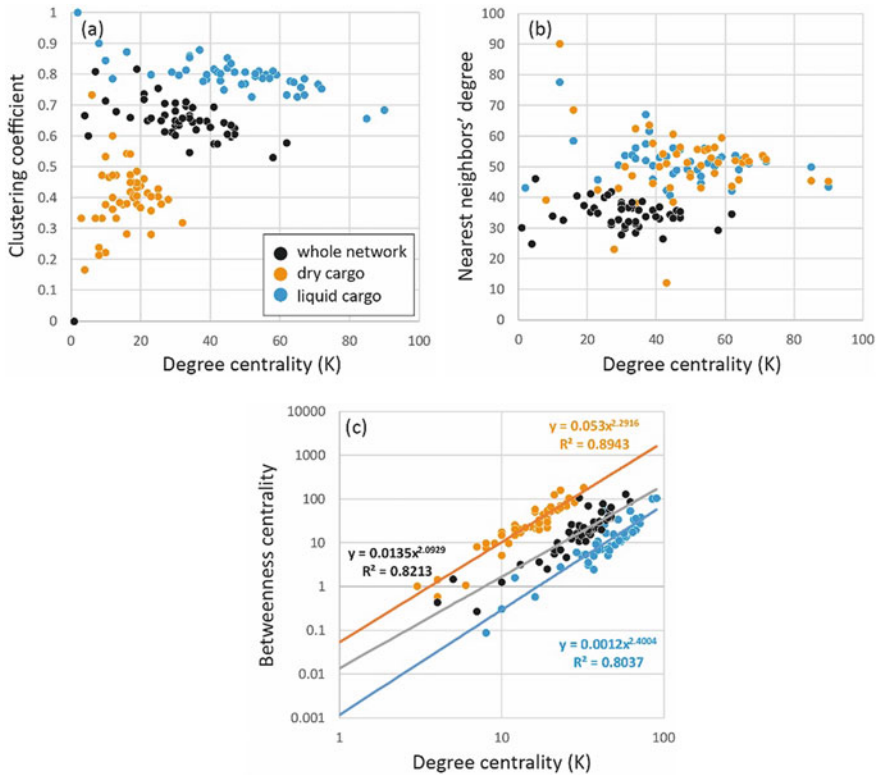 (a)
Clustering coefficient
1
0.9
0.8
0.7
0.6
0.5
0.4
0.3
0.2
0.1
0
whole network
dry cargo
liquid cargo
0 20 40 60 80 100
Degree centrality (K)
(b)
Nearest neighbors' degree
100
90
80
70
60
50
40
30
20
10
0
0 20 40 60 80 100
Degree centrality (K)
(c)
Betweenness centrality
10000
1000
100
10
1
0.1
0.01
0.001
y = 0.053x^2.2916
R² = 0.8943
y = 0.0135x^2.0929
R² = 0.8213
y = 0.0012x^2.4004
R² = 0.8037
1 10 100
Degree centrality (K)